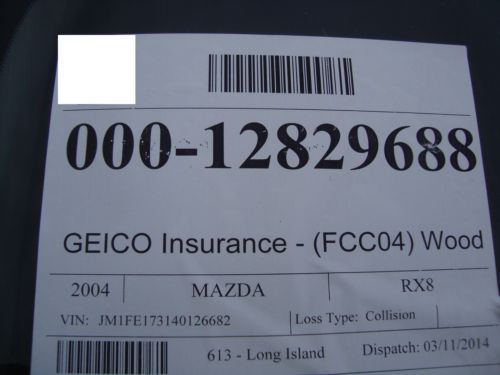 000-12829688
GEICO Insurance - (FCC04) Wood
2004 MAZDA RX8
VIN: JM1FE173140126682 Loss Type: Collision
613 - Long Island Dispatch: 03/11/2014